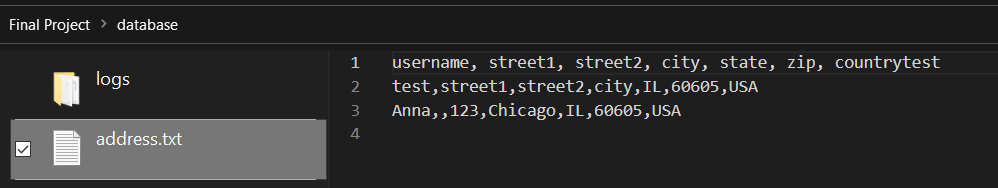 Final Project > database
logs
address.txt
1 username, street1, street2, city, state, zip, countrytest
2 test,street1,street2,city,IL,60605,USA
3 Anna,,123,Chicago,IL,60605,USA
4